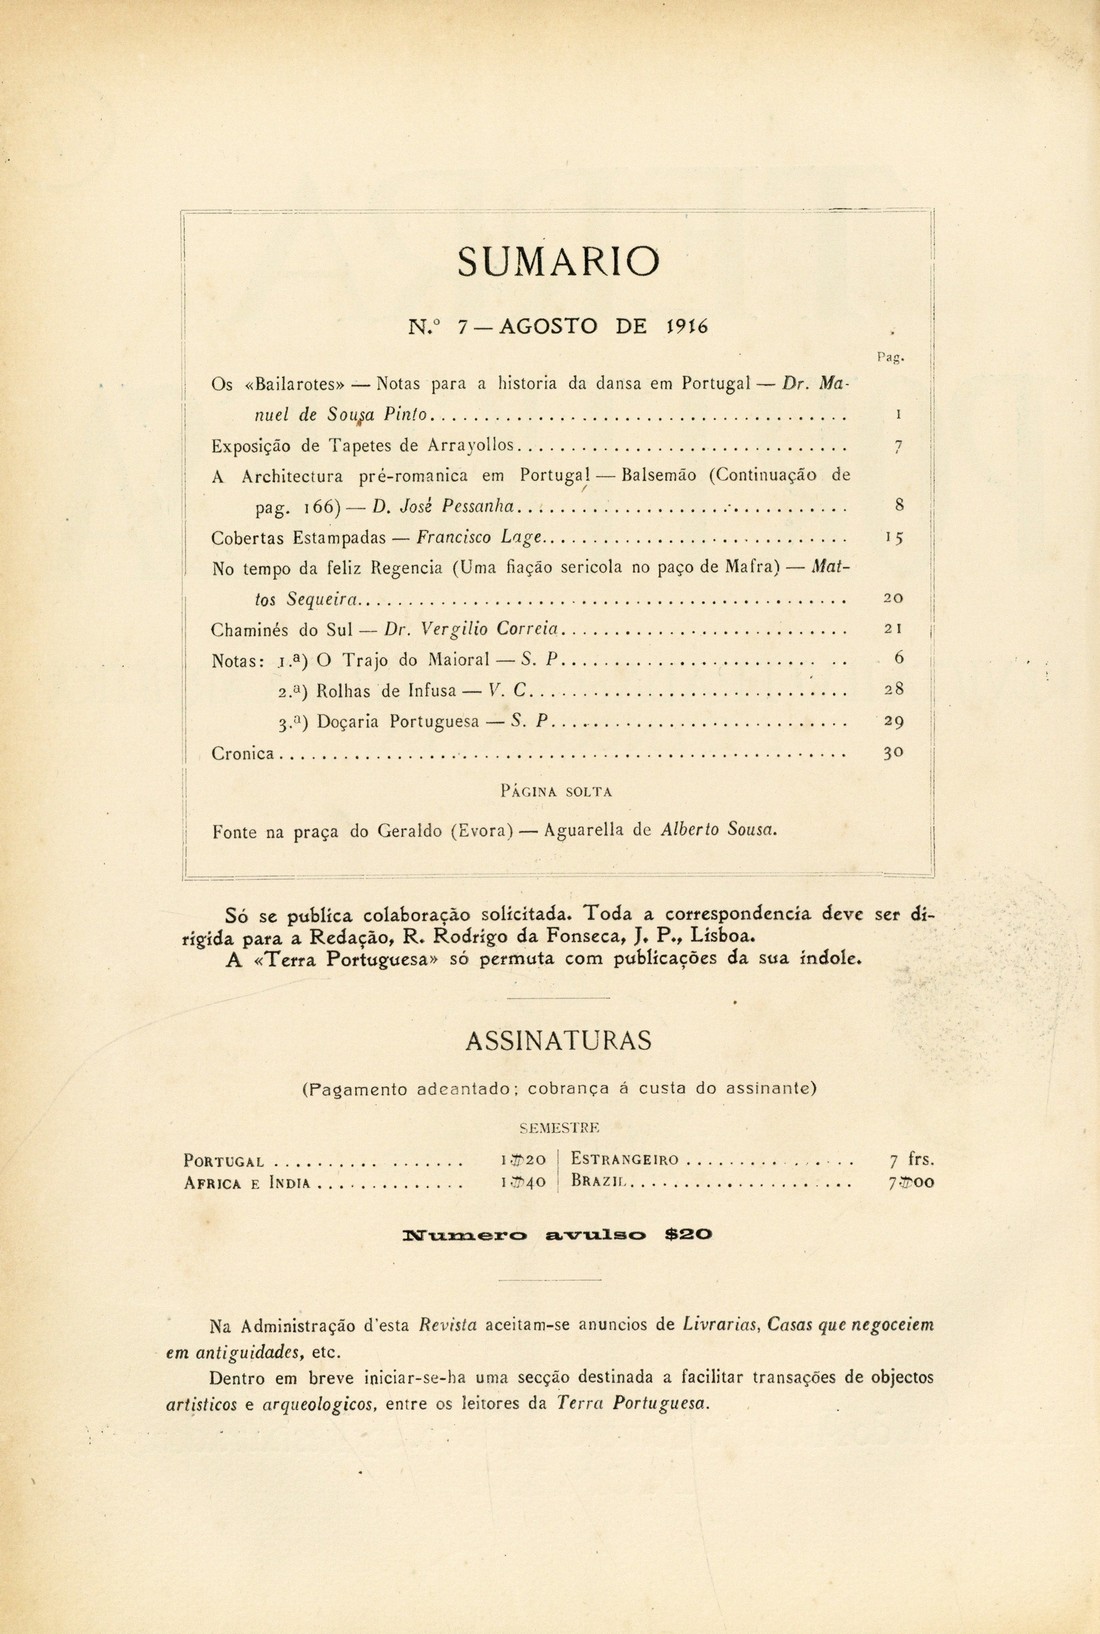 SUMARIO
N.º 7 — AGOSTO DE 1916
Pag.
Os «Bailarotes» — Notas para a historia da dansa em Portugal — Dr. Ma-
nuel de Sousa Pinto........................................ 1
Exposição de Tapetes de Arrayollos................................ 7
A Architectura pré-romanica em Portugal — Balsemão (Continuação de
pag. 166) — D. José Pessanha................................ 8
Cobertas Estampadas — Francisco Lage............................. 15
No tempo da feliz Regencia (Uma fiação sericola no paço de Mafra) — Mat-
tos Sequeira............................................... 20
Chaminés do Sul — Dr. Vergilio Correia............................ 21
Notas: 1.ª) O Trajo do Maioral — S. P........................... 6
2.ª) Rolhas de Infusa — V. C.............................. 28
3.ª) Doçaria Portuguesa — S. P............................ 29
Cronica..................................................... 30
PÁGINA SOLTA
Fonte na praça do Geraldo (Evora) — Aguarella de Alberto Sousa.
Só se publica colaboração solicitada. Toda a correspondencia deve ser di-
rigida para a Redação, R. Rodrigo da Fonseca, J. P., Lisboa.
A «Terra Portuguesa» só permuta com publicações da sua índole.
ASSINATURAS
(Pagamento adeantado; cobrança á custa do assinante)
SEMESTRE
PORTUGAL .................. 1$20 | ESTRANGEIRO ............... 7 frs.
AFRICA E INDIA .............. 1$40 | BRAZIL..................... 7$00
Numero avulso $20
Na Administração d'esta Revista aceitam-se anuncios de Livrarias, Casas que negoceiem
em antiguidades, etc.
Dentro em breve iniciar-se-ha uma secção destinada a facilitar transações de objectos
artisticos e arqueologicos, entre os leitores da Terra Portuguesa.